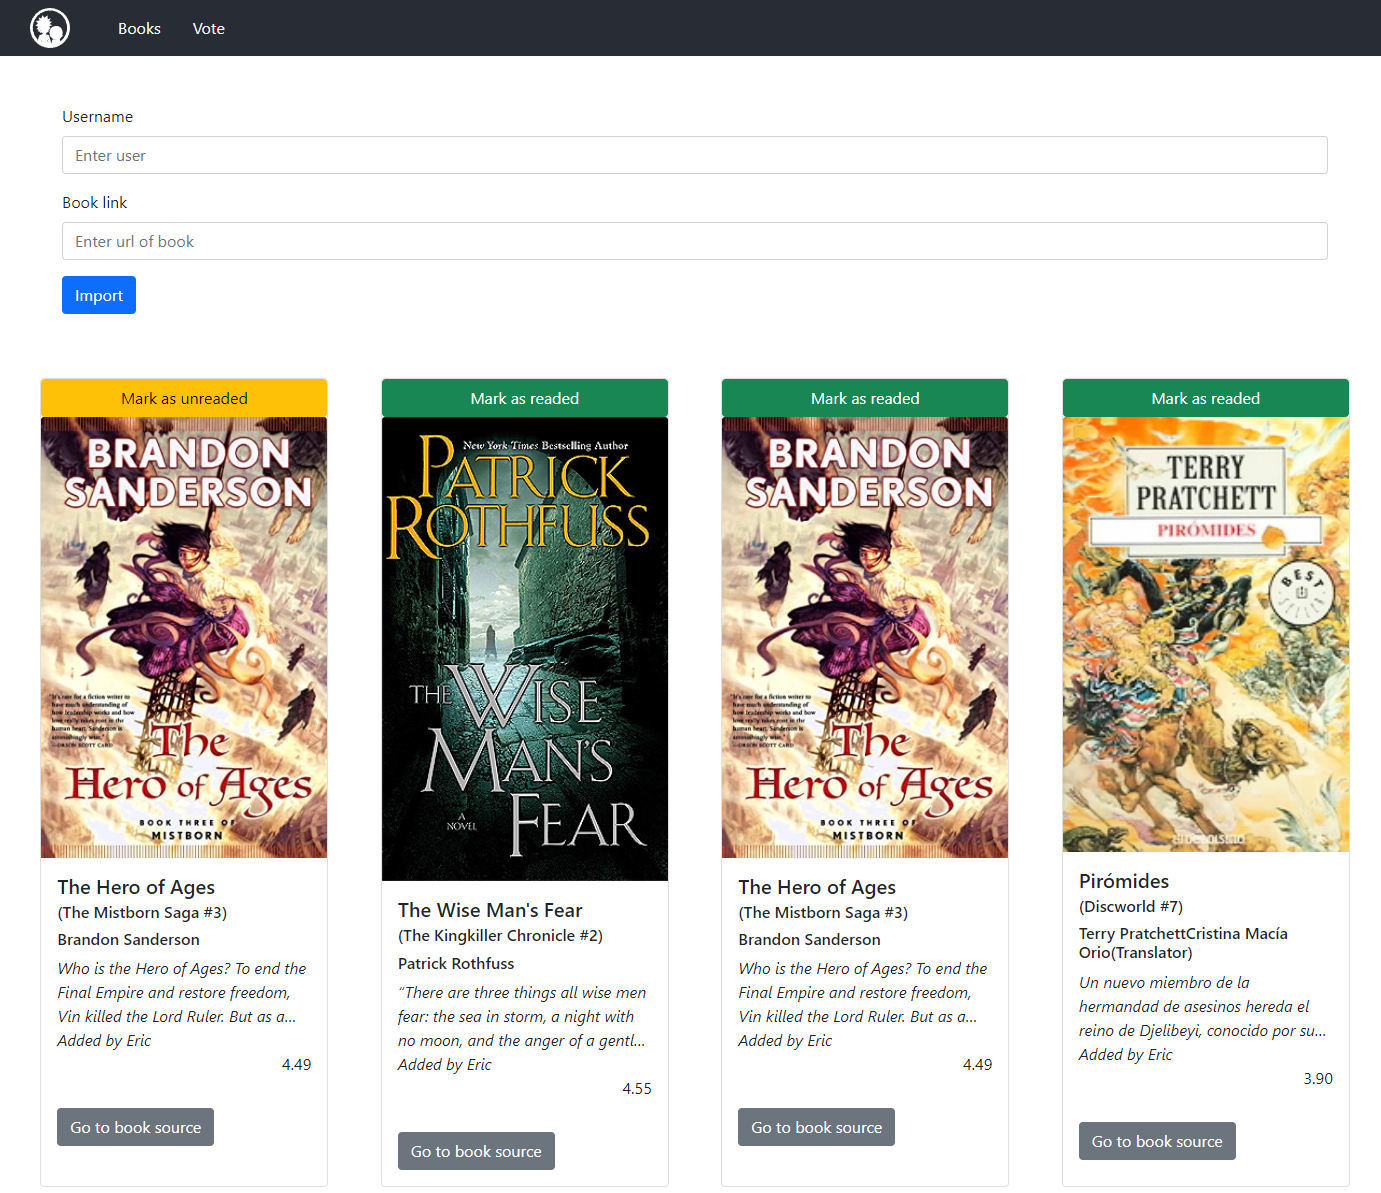 Books
Vote
Username
Enter user
Book link
Enter url of book
Import
Mark as unreaded
BRANDON
SANDERSON
"It's rare for a fiction writer to
have much understanding of
how leadership works and how
love really takes root in the
human heart. Sanderson is
astonishingly wise."
—ORSON SCOTT CARD
The
Hero of Ages
BOOK THREE OF
MISTBORN
The Hero of Ages
(The Mistborn Saga #3)
Brandon Sanderson
Who is the Hero of Ages? To end the
Final Empire and restore freedom,
Vin killed the Lord Ruler. But as a...
Added by Eric
4.49
Go to book source
Mark as readed
New York Times Bestselling Author
PATRICK
ROTHFUSS
THE WISE
MAN'S
FEAR
A
NOVEL
The Wise Man's Fear
(The Kingkiller Chronicle #2)
Patrick Rothfuss
“There are three things all wise men
fear: the sea in storm, a night with
no moon, and the anger of a gentl...
Added by Eric
4.55
Go to book source
Mark as readed
BRANDON
SANDERSON
"It's rare for a fiction writer to
have much understanding of
how leadership works and how
love really takes root in the
human heart. Sanderson is
astonishingly wise."
—ORSON SCOTT CARD
The
Hero of Ages
BOOK THREE OF
MISTBORN
The Hero of Ages
(The Mistborn Saga #3)
Brandon Sanderson
Who is the Hero of Ages? To end the
Final Empire and restore freedom,
Vin killed the Lord Ruler. But as a...
Added by Eric
4.49
Go to book source
Mark as readed
TERRY
PRATCHETT
PIRÓMIDES
BEST
SELLER
DEBOLS!LLO
Pirómides
(Discworld #7)
Terry PratchettCristina Macía
Orio(Translator)
Un nuevo miembro de la
hermandad de asesinos hereda el
reino de Djelibeyi, conocido por su...
Added by Eric
3.90
Go to book source